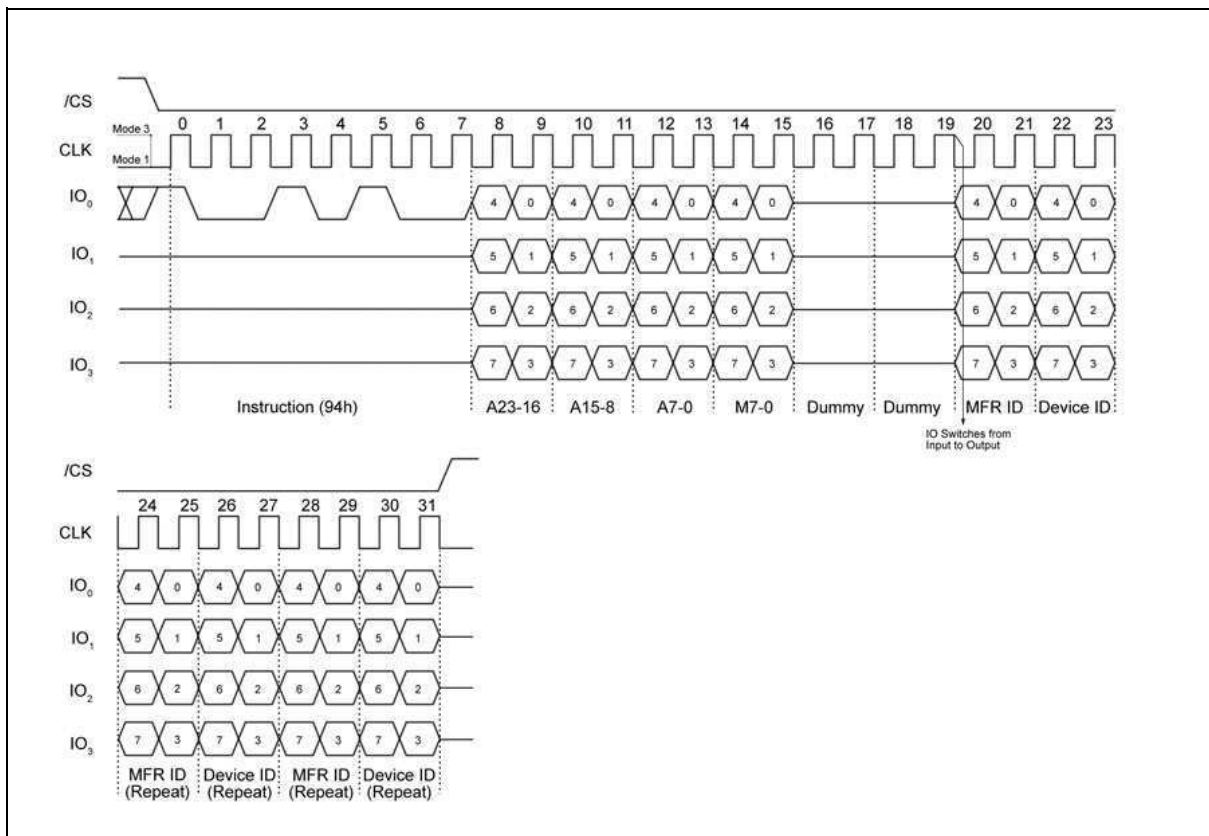 /CS
Mode 3
0 1 2 3 4 5 6 7 8 9 10 11 12 13 14 15 16 17 18 19 20 21 22 23
CLK
Mode 1
IO0 4 0 4 0 4 0 4 0 4 0 4 0
IO1 5 1 5 1 5 1 5 1 5 1 5 1
IO2 6 2 6 2 6 2 6 2 6 2 6 2
IO3 7 3 7 3 7 3 7 3 7 3 7 3
Instruction (94h) A23-16 A15-8 A7-0 M7-0 Dummy Dummy MFR ID Device ID
IO Switches from
Input to Output
/CS
24 25 26 27 28 29 30 31
CLK
IO0 4 0 4 0 4 0 4 0
IO1 5 1 5 1 5 1 5 1
IO2 6 2 6 2 6 2 6 2
IO3 7 3 7 3 7 3 7 3
MFR ID Device ID MFR ID Device ID
(Repeat) (Repeat) (Repeat) (Repeat)